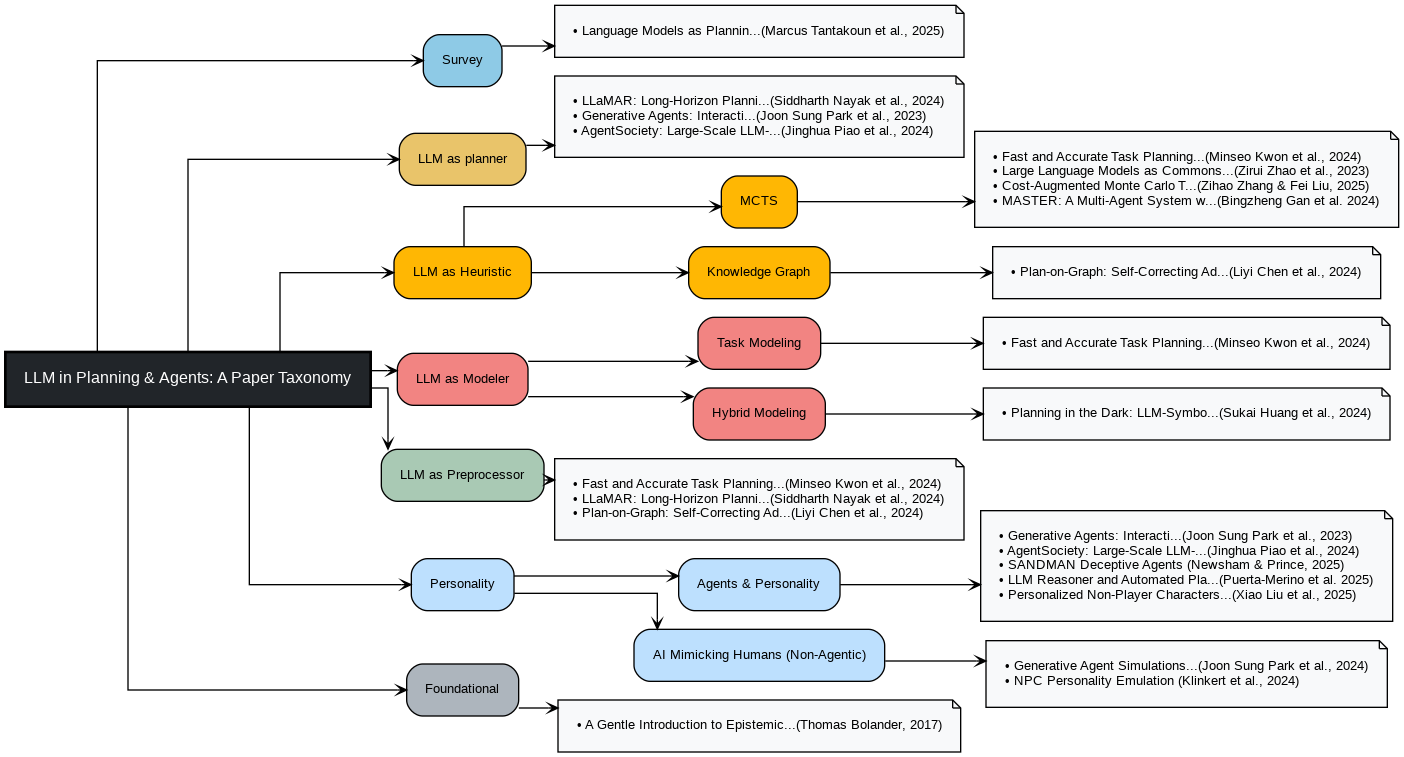 LLM in Planning & Agents: A Paper Taxonomy
Survey
• Language Models as Plannin...(Marcus Tantakoun et al., 2025)
LLM as planner
• LLaMAR: Long-Horizon Planni...(Siddharth Nayak et al., 2024)
• Generative Agents: Interacti...(Joon Sung Park et al., 2023)
• AgentSociety: Large-Scale LLM-...(Jinghua Piao et al., 2024)
LLM as Heuristic
MCTS
• Fast and Accurate Task Planning...(Minseo Kwon et al., 2024)
• Large Language Models as Commons...(Zirui Zhao et al., 2023)
• Cost-Augmented Monte Carlo T...(Zihao Zhang & Fei Liu, 2025)
• MASTER: A Multi-Agent System w...(Bingzheng Gan et al. 2024)
Knowledge Graph
• Plan-on-Graph: Self-Correcting Ad...(Liyi Chen et al., 2024)
LLM as Modeler
Task Modeling
• Fast and Accurate Task Planning...(Minseo Kwon et al., 2024)
Hybrid Modeling
• Planning in the Dark: LLM-Symbo...(Sukai Huang et al., 2024)
LLM as Preprocessor
• Fast and Accurate Task Planning...(Minseo Kwon et al., 2024)
• LLaMAR: Long-Horizon Planni...(Siddharth Nayak et al., 2024)
• Plan-on-Graph: Self-Correcting Ad...(Liyi Chen et al., 2024)
Personality
Agents & Personality
• Generative Agents: Interacti...(Joon Sung Park et al., 2023)
• AgentSociety: Large-Scale LLM-...(Jinghua Piao et al., 2024)
• SANDMAN Deceptive Agents (Newsham & Prince, 2025)
• LLM Reasoner and Automated Pla...(Puerta-Merino et al. 2025)
• Personalized Non-Player Characters...(Xiao Liu et al., 2025)
AI Mimicking Humans (Non-Agentic)
• Generative Agent Simulations...(Joon Sung Park et al., 2024)
• NPC Personality Emulation (Klinkert et al., 2024)
Foundational
• A Gentle Introduction to Epistemic...(Thomas Bolander, 2017)